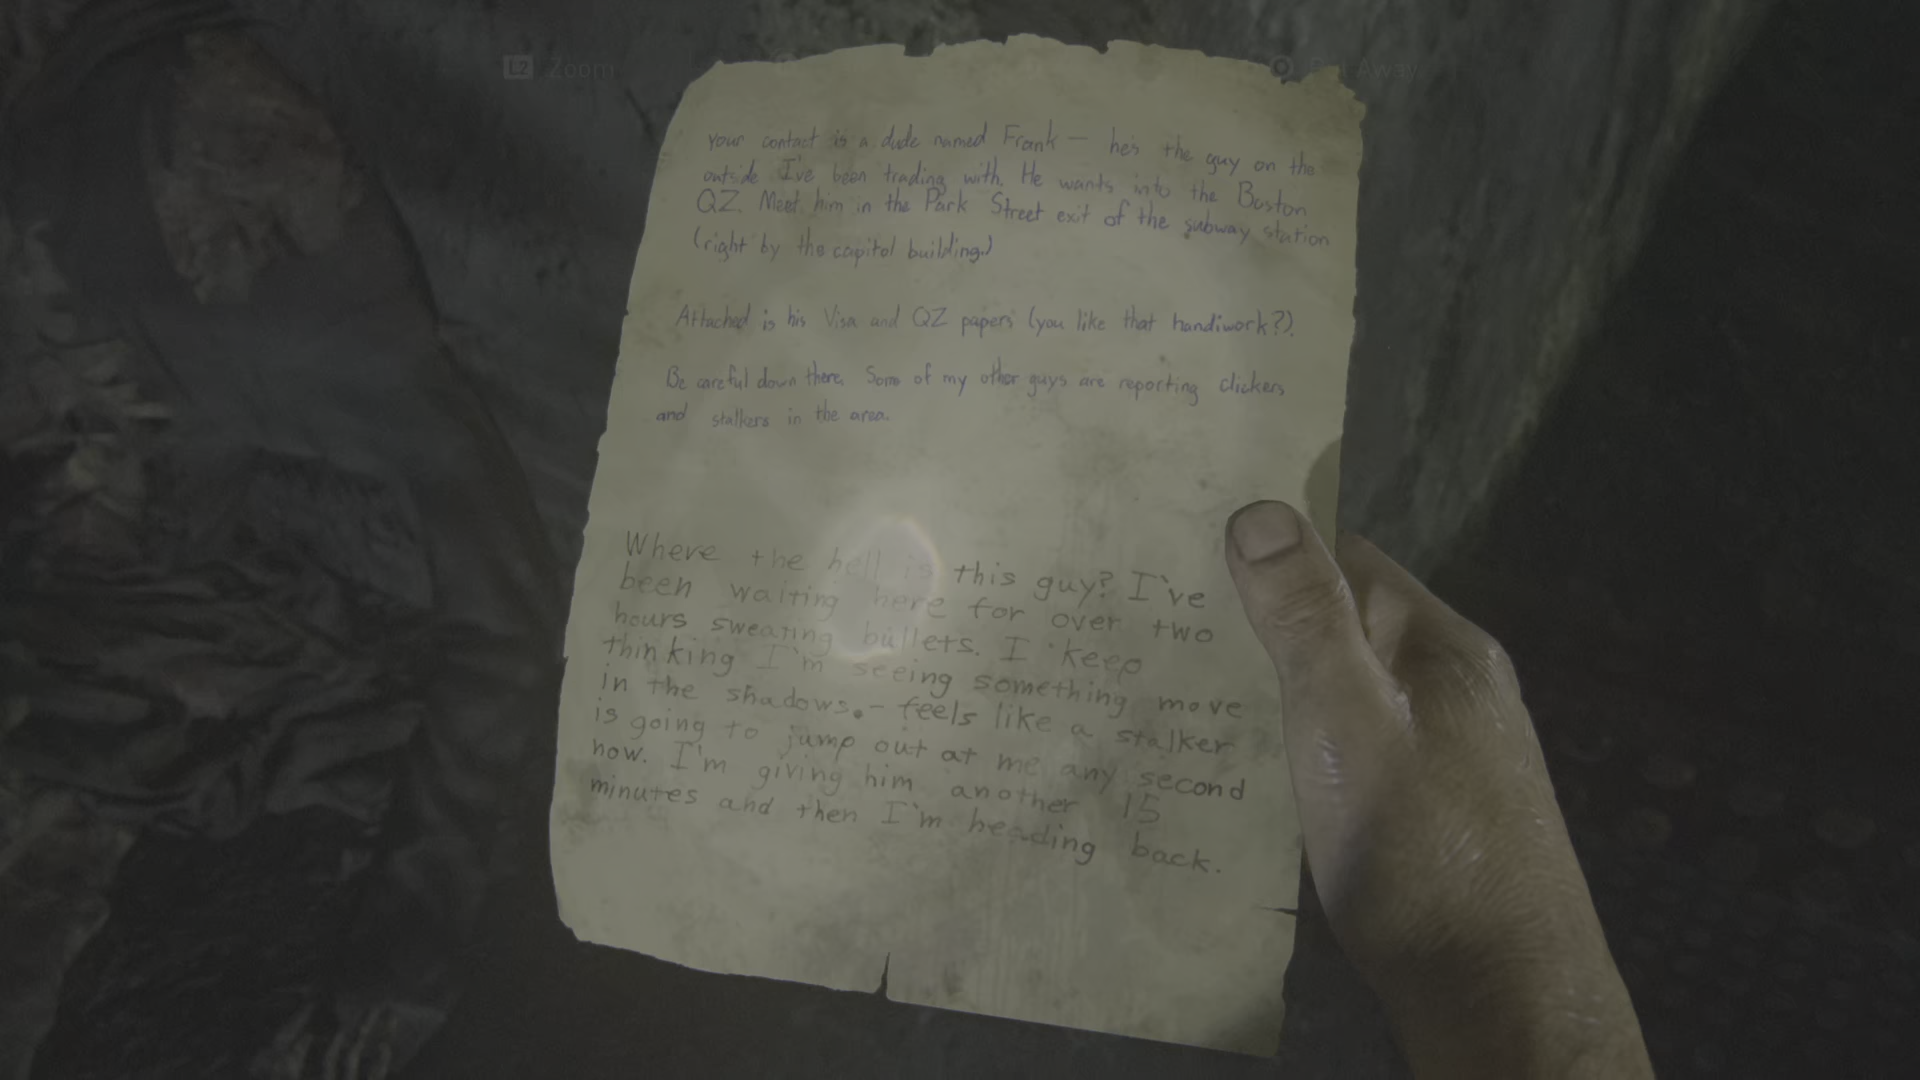 L2 Zoom
Put Away
Your contact is a dude named Frank — he's the guy on the
outside I've been trading with. He wants into the Boston
QZ. Meet him in the Park Street exit of the subway station
(right by the capitol building.)
Attached is his Visa and QZ papers (you like that handiwork?).
Be careful down there. Some of my other guys are reporting clickers
and stalkers in the area.
Where the hell is this guy? I've
been waiting here for over two
hours sweating bullets. I keep
thinking I'm seeing something move
in the shadows. - feels like a stalker
is going to jump out at me any second
now. I'm giving him another 15
minutes and then I'm heading back.